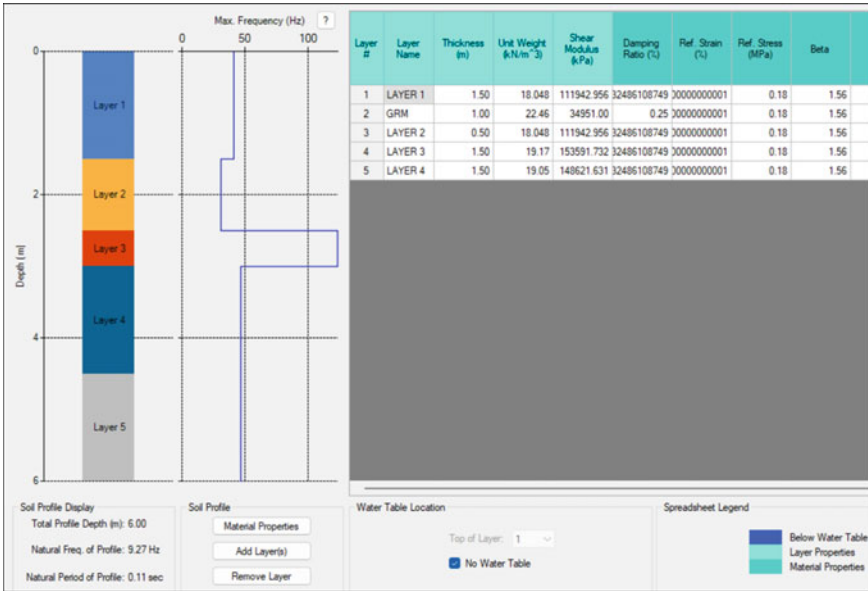 Max. Frequency (Hz) ?
0 50 100
0
2
4
6
Depth (m)
Layer 1
Layer 2
Layer 3
Layer 4
Layer 5
Layer # Layer Name Thickness (m) Unit Weight (kN/m^3) Shear Modulus (kPa) Damping Ratio (%) Ref. Strain (%) Ref. Stress (MPa) Beta
1 LAYER 1 1.50 18.048 111942.956 32486108749 00000000001 0.18 1.56
2 GRM 1.00 22.46 34951.00 0.25 00000000001 0.18 1.56
3 LAYER 2 0.50 18.048 111942.956 32486108749 00000000001 0.18 1.56
4 LAYER 3 1.50 19.17 153591.732 32486108749 00000000001 0.18 1.56
5 LAYER 4 1.50 19.05 148621.631 32486108749 00000000001 0.18 1.56
Soil Profile Display
Total Profile Depth (m): 6.00
Natural Freq. of Profile: 9.27 Hz
Natural Period of Profile: 0.11 sec
Soil Profile
Material Properties
Add Layer(s)
Remove Layer
Water Table Location
Top of Layer: 1
No Water Table
Spreadsheet Legend
Below Water Table
Layer Properties
Material Properties